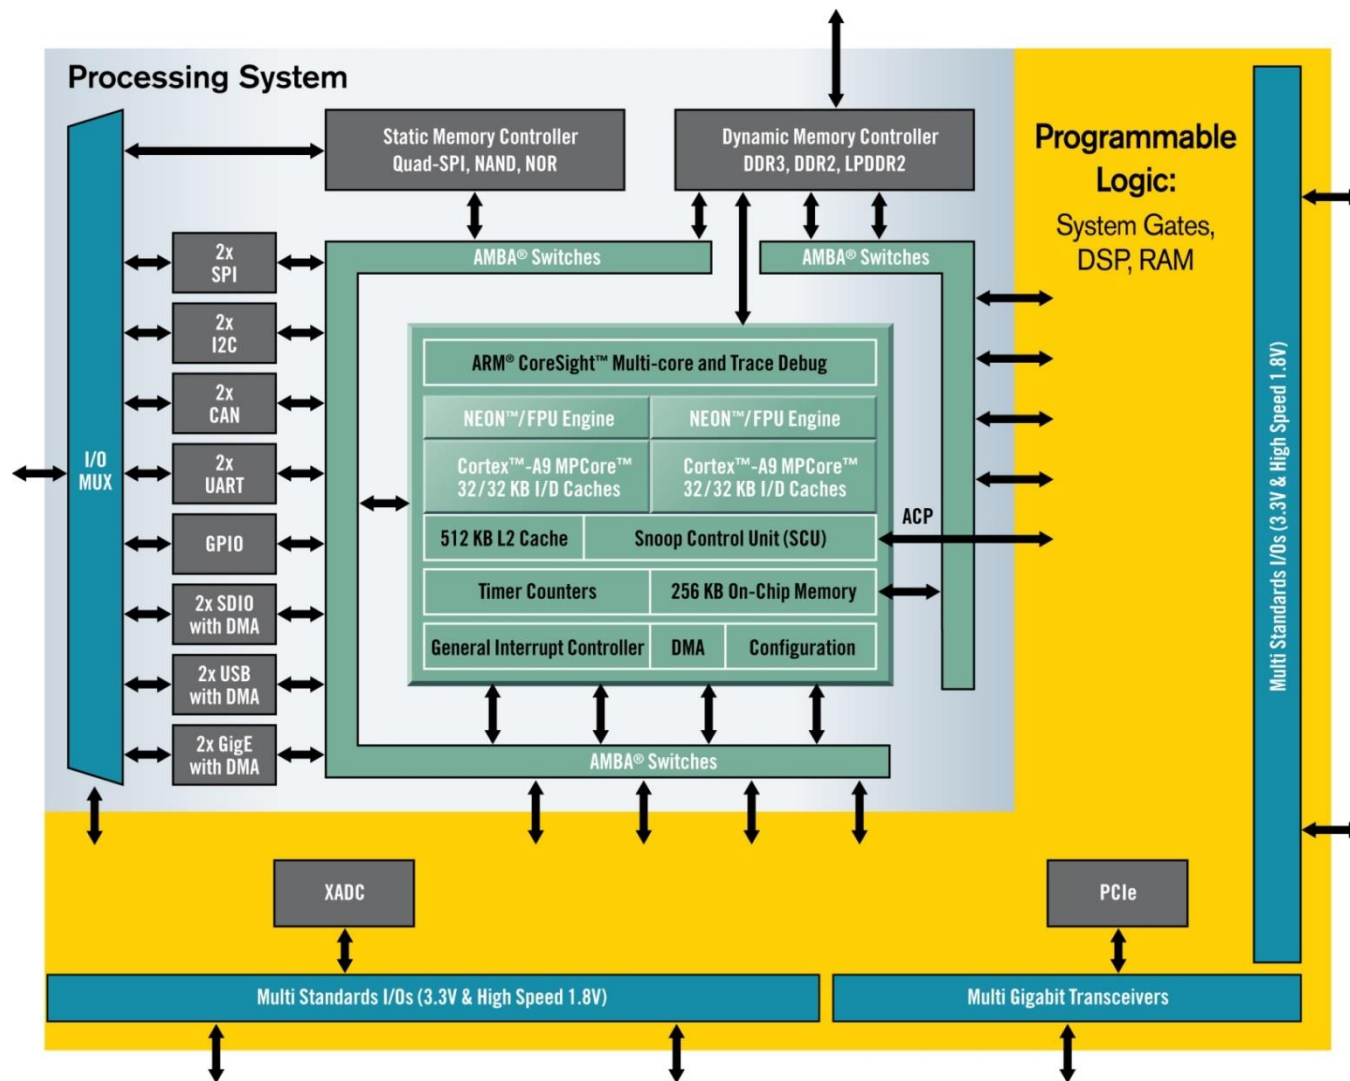 Processing System
Static Memory Controller
Quad-SPI, NAND, NOR
Dynamic Memory Controller
DDR3, DDR2, LPDDR2
Programmable
Logic:
System Gates,
DSP, RAM
AMBA® Switches
AMBA® Switches
I/O
MUX
2x
SPI
2x
I2C
2x
CAN
2x
UART
GPIO
2x SDIO
with DMA
2x USB
with DMA
2x GigE
with DMA
ARM® CoreSight™ Multi-core and Trace Debug
NEON™/FPU Engine
NEON™/FPU Engine
Cortex™-A9 MPCore™
32/32 KB I/D Caches
Cortex™-A9 MPCore™
32/32 KB I/D Caches
512 KB L2 Cache
Snoop Control Unit (SCU)
ACP
Timer Counters
256 KB On-Chip Memory
General Interrupt Controller
DMA
Configuration
AMBA® Switches
Multi Standards I/Os (3.3V & High Speed 1.8V)
XADC
PCIe
Multi Standards I/Os (3.3V & High Speed 1.8V)
Multi Gigabit Transceivers